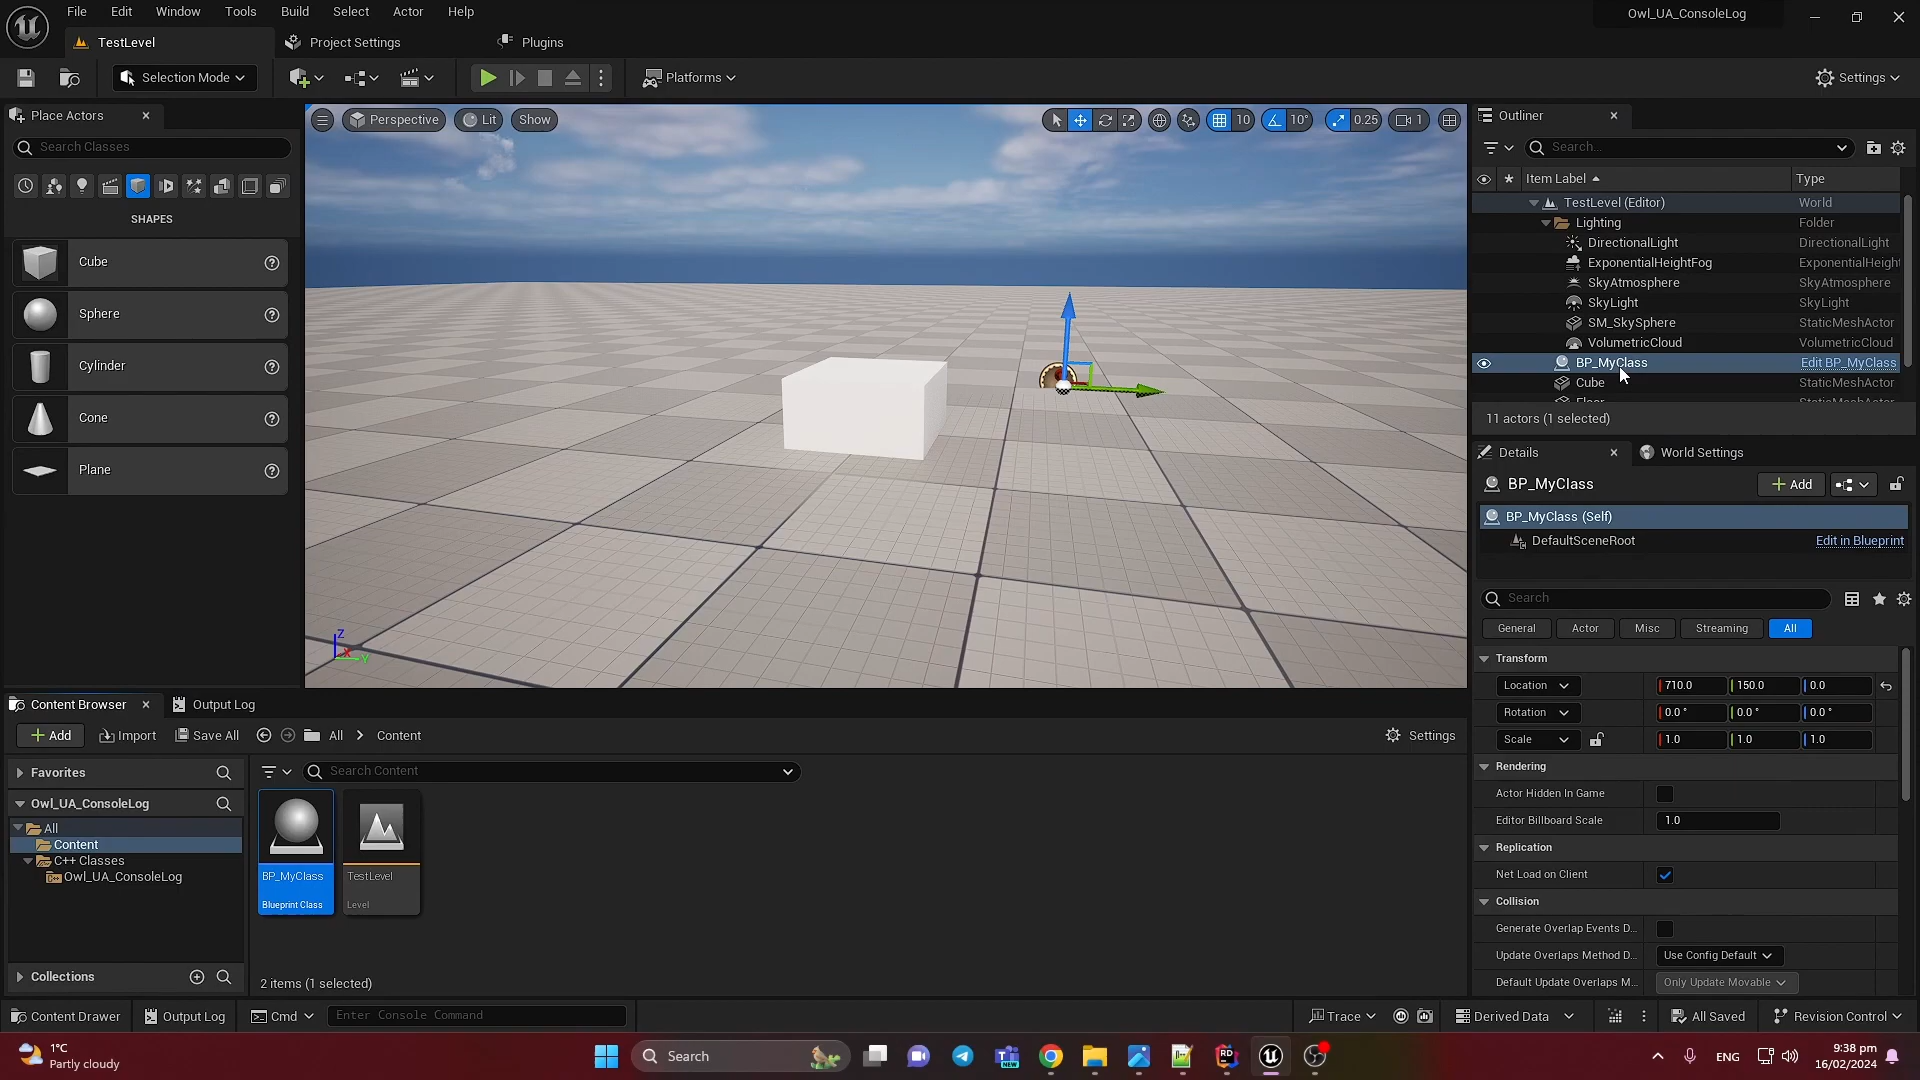 File Edit Window Tools Build Select Actor Help
Owl_UA_ConsoleLog
TestLevel
Project Settings
Plugins
Selection Mode
Platforms
Settings
Place Actors
Search Classes
SHAPES
Cube
Sphere
Cylinder
Cone
Plane
Perspective
Lit
Show
10
10°
0.25
1
Z
X
Y
Outliner
Search...
Item Label
Type
TestLevel (Editor) World
Lighting Folder
DirectionalLight DirectionalLight
ExponentialHeightFog ExponentialHeight
SkyAtmosphere SkyAtmosphere
SkyLight SkyLight
SM_SkySphere StaticMeshActor
VolumetricCloud VolumetricCloud
BP_MyClass Edit BP_MyClass
Cube StaticMeshActor
11 actors (1 selected)
Details
World Settings
BP_MyClass
Add
BP_MyClass (Self)
DefaultSceneRoot Edit in Blueprint
Search
General Actor Misc Streaming All
Transform
Location 710.0 150.0 0.0
Rotation 0.0 ° 0.0 ° 0.0 °
Scale 1.0 1.0 1.0
Rendering
Actor Hidden In Game
Editor Billboard Scale 1.0
Replication
Net Load on Client
Collision
Generate Overlap Events D...
Update Overlaps Method D... Use Config Default
Default Update Overlaps M... Only Update Movable
Content Browser
Output Log
Add
Import
Save All
All
Content
Settings
Favorites
Owl_UA_ConsoleLog
All
Content
C++ Classes
Owl_UA_ConsoleLog
Collections
Search Content
BP_MyClass
Blueprint Class
TestLevel
Level
2 items (1 selected)
Content Drawer
Output Log
Cmd
Enter Console Command
Trace
Derived Data
All Saved
Revision Control
1°C
Partly cloudy
Search
NEW
RD
ENG
9:38 pm
16/02/2024